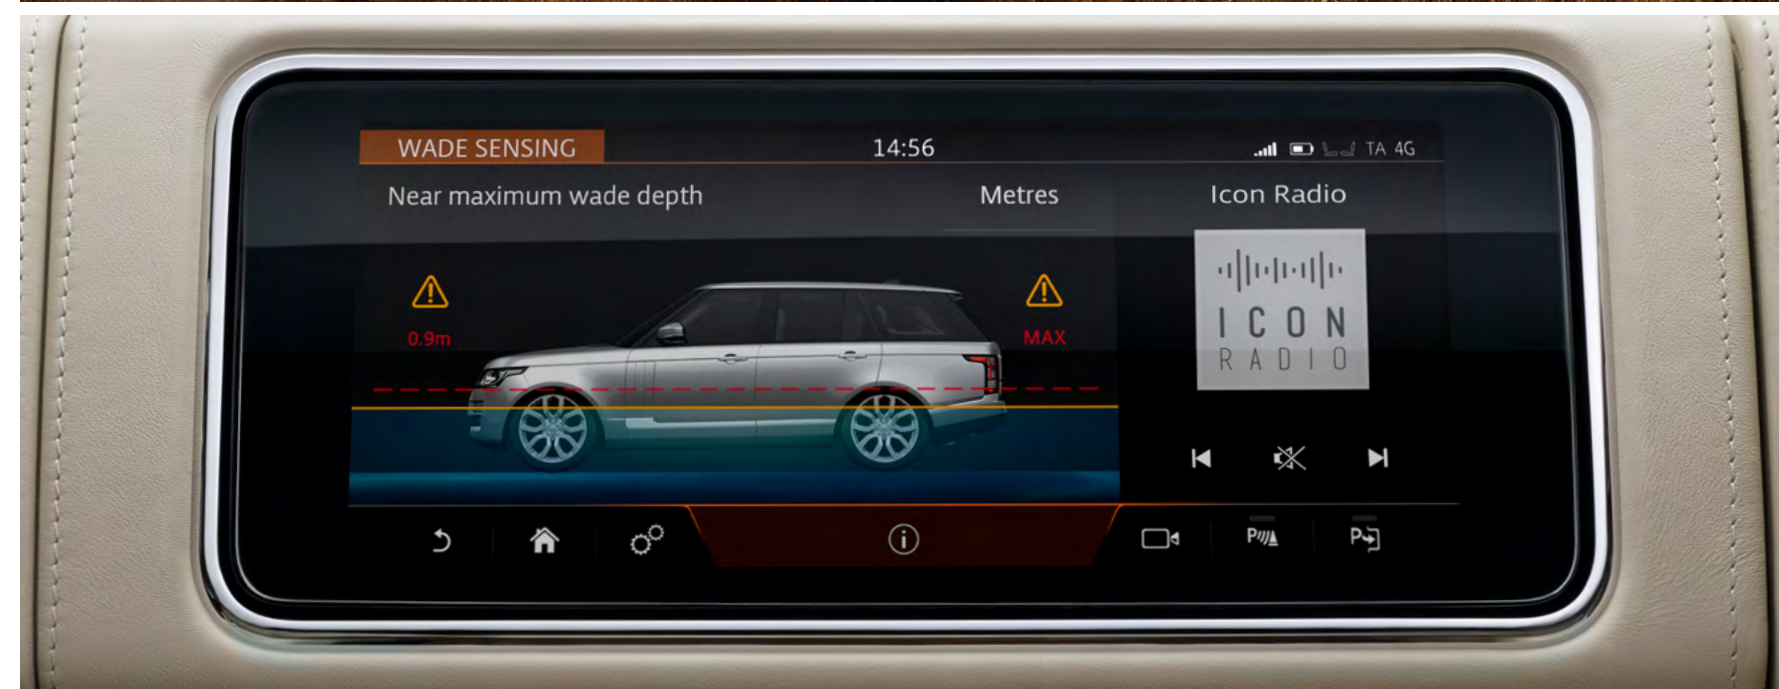 WADE SENSING
14:56
TA 4G
Near maximum wade depth
Metres
Icon Radio
0.9m
MAX
ICON
RADIO
i
P
P